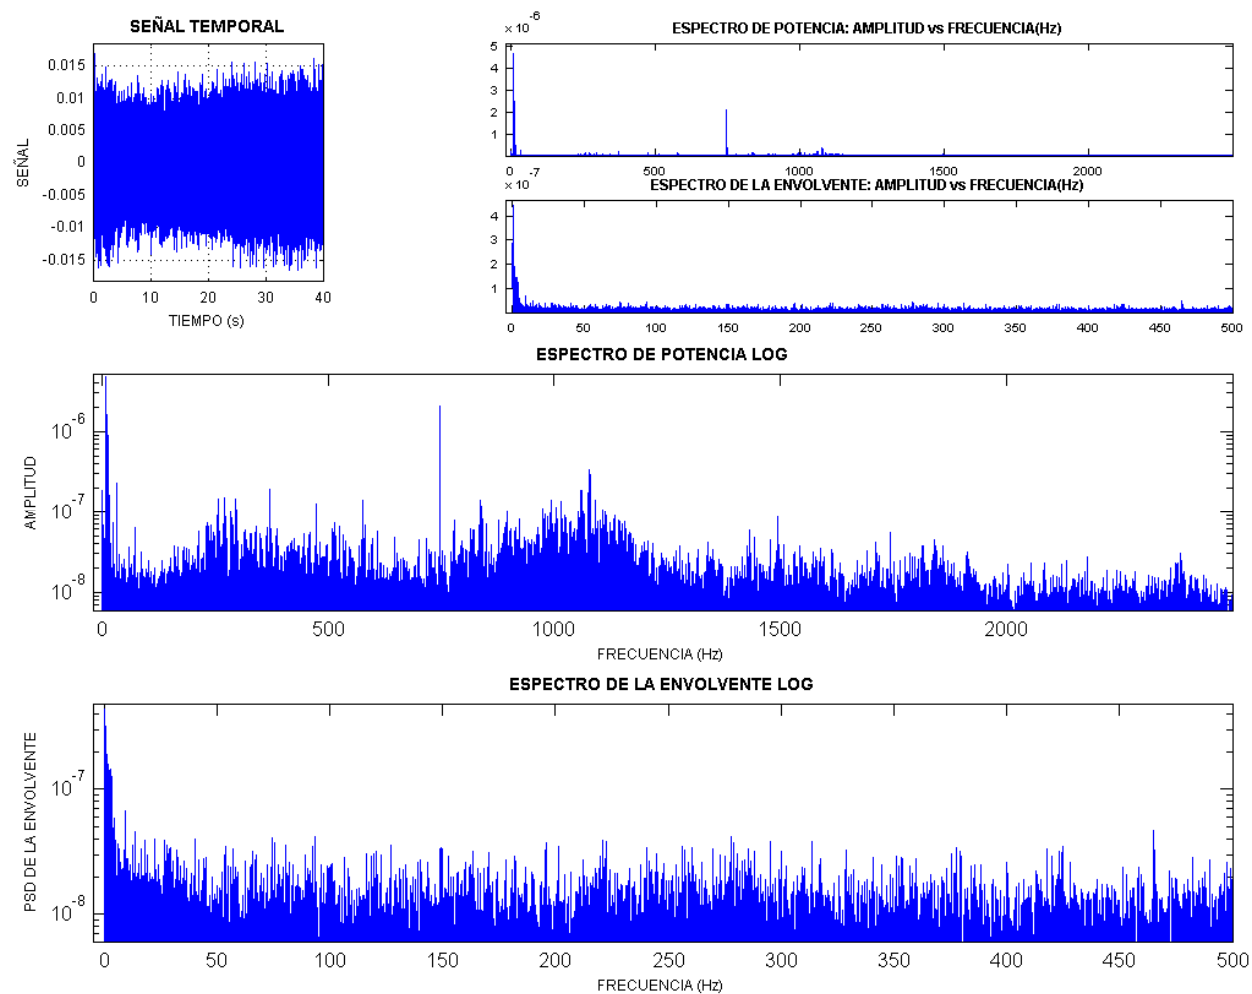 SEÑAL TEMPORAL
SEÑAL
0.015
0.01
0.005
0
-0.005
-0.01
-0.015
0 10 20 30 40
TIEMPO (s)
x 10 -6
ESPECTRO DE POTENCIA: AMPLITUD vs FRECUENCIA(Hz)
5
4
3
2
1
0 500 1000 1500 2000
x 10 -7
ESPECTRO DE LA ENVOLVENTE: AMPLITUD vs FRECUENCIA(Hz)
4
3
2
1
0 50 100 150 200 250 300 350 400 450 500
ESPECTRO DE POTENCIA LOG
AMPLITUD
10-6
10-7
10-8
0 500 1000 1500 2000
FRECUENCIA (Hz)
ESPECTRO DE LA ENVOLVENTE LOG
PSD DE LA ENVOLVENTE
10-7
10-8
0 50 100 150 200 250 300 350 400 450 500
FRECUENCIA (Hz)